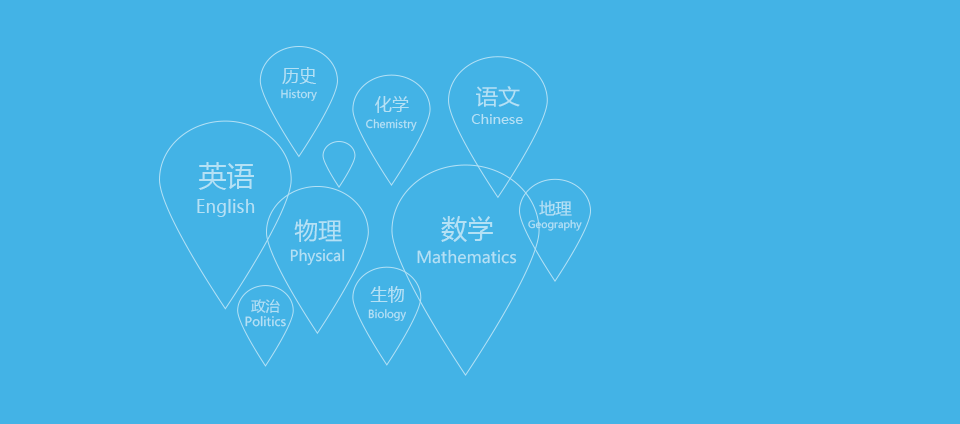 历史
History
化学
Chemistry
语文
Chinese
英语
English
物理
Physical
数学
Mathematics
地理
Geography
政治
Politics
生物
Biology